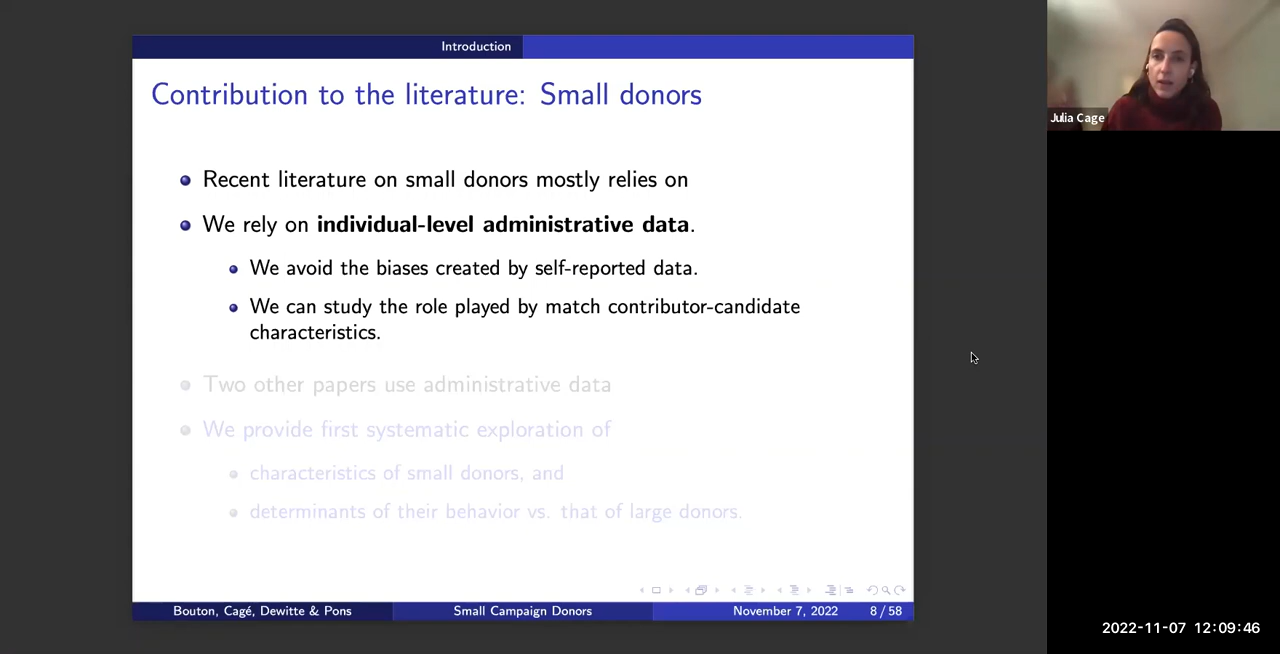 Introduction
Contribution to the literature: Small donors
Recent literature on small donors mostly relies on
We rely on individual-level administrative data.
We avoid the biases created by self-reported data.
We can study the role played by match contributor-candidate
characteristics.
Two other papers use administrative data
We provide first systematic exploration of
characteristics of small donors, and
determinants of their behavior vs. that of large donors.
Bouton, Cagé, Dewitte & Pons
Small Campaign Donors
November 7, 2022
8 / 58
Julia Cage
2022-11-07 12:09:46